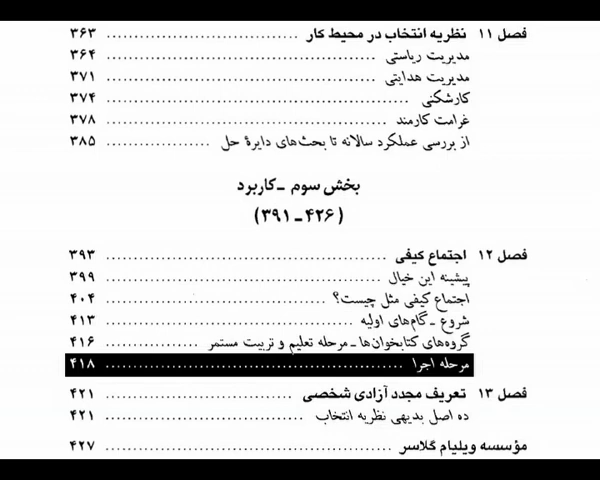 فصل ۱۱ نظریه انتخاب در محیط کار ................................ ۳۶۳
مدیریت ریاستی ................................ ۳۶۴
مدیریت هدایتی ................................ ۳۷۱
کارشکنی ................................ ۳۷۴
غرامت کارمند ................................ ۳۷۸
از بررسی عملکرد سالانه تا بحث‌های دایرهٔ حل ................ ۳۸۵
بخش سوم - کاربرد
(۳۹۱ - ۴۲۶)
فصل ۱۲ اجتماع کیفی ................................ ۳۹۳
پیشینه این خیال ................................ ۳۹۹
اجتماع کیفی مثل چیست؟ ................................ ۴۰۴
شروع - گام‌های اولیه ................................ ۴۱۳
گروه‌های کتابخوان‌ها - مرحله تعلیم و تربیت مستمر ................ ۴۱۶
مرحله اجرا ................................ ۴۱۸
فصل ۱۳ تعریف مجدد آزادی شخصی ................................ ۴۲۱
ده اصل بدیهی نظریه انتخاب ................................ ۴۲۱
مؤسسه ویلیام گلاسر ................................ ۴۲۷